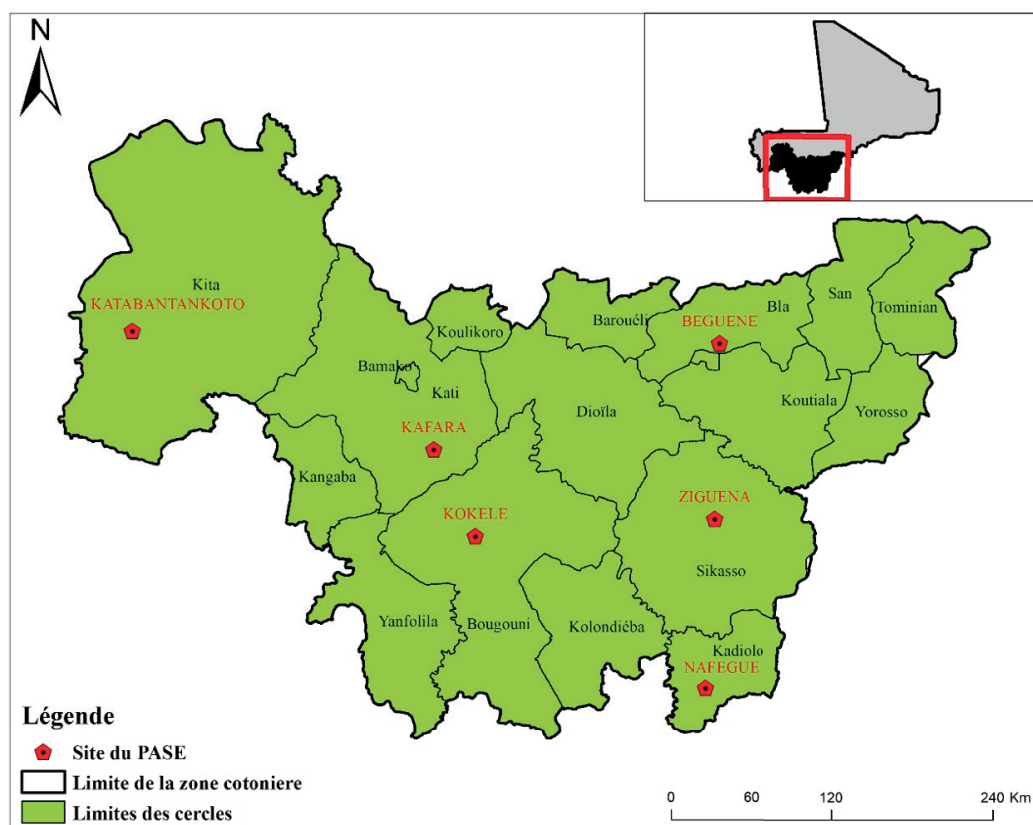 N
Kita
KATABANTANKOTO
Koulikoro
Barouéli
BEGUENE
Bla
San
Tominian
Bamako
Kati
KAFARA
Dioïla
Koutiala
Yorosso
Kangaba
KOKELE
ZIGUENA
Sikasso
Yanfolila
Bougouni
Kolondiéba
Kadiolo
NAFEGUE
Légende
Site du PASE
Limite de la zone cotoniere
Limites des cercles
0 60 120 240 Km